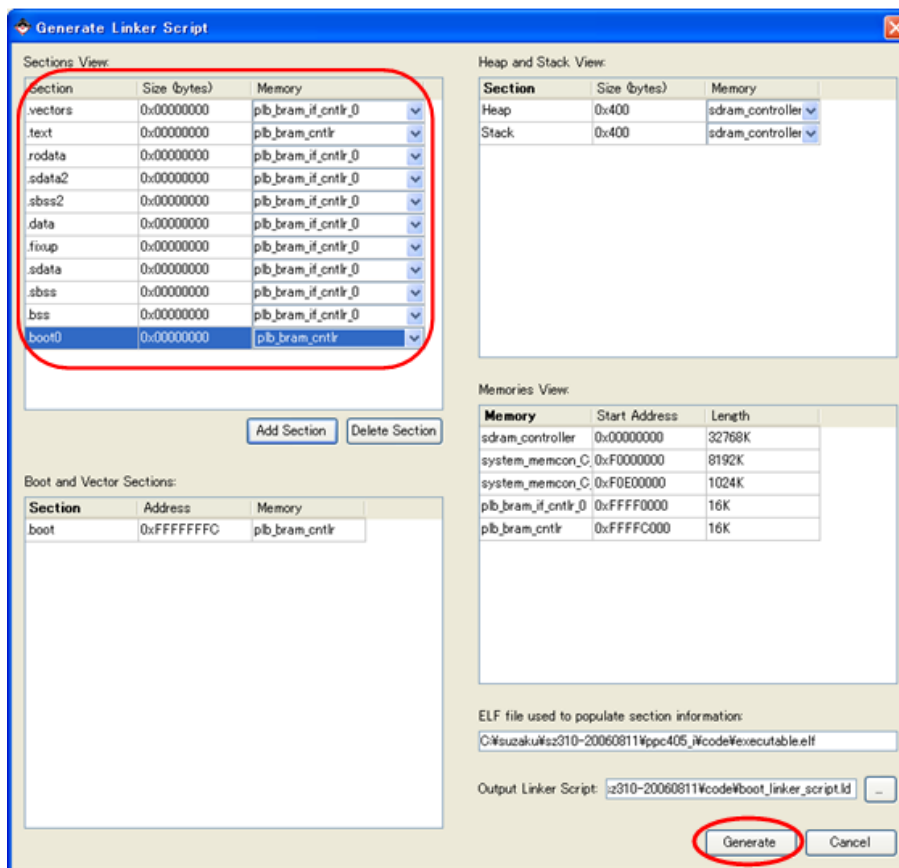 Generate Linker Script
Sections View:
Section Size (bytes) Memory
.vectors 0x00000000 plb_bram_if_cntlr_0
.text 0x00000000 plb_bram_cntlr
.rodata 0x00000000 plb_bram_if_cntlr_0
.sdata2 0x00000000 plb_bram_if_cntlr_0
.sbss2 0x00000000 plb_bram_if_cntlr_0
.data 0x00000000 plb_bram_if_cntlr_0
.fixup 0x00000000 plb_bram_if_cntlr_0
.sdata 0x00000000 plb_bram_if_cntlr_0
.sbss 0x00000000 plb_bram_if_cntlr_0
.bss 0x00000000 plb_bram_if_cntlr_0
.boot0 0x00000000 plb_bram_cntlr
Add Section Delete Section
Boot and Vector Sections:
Section Address Memory
.boot 0xFFFFFFFC plb_bram_cntlr
Heap and Stack View:
Section Size (bytes) Memory
Heap 0x400 sdram_controller
Stack 0x400 sdram_controller
Memories View:
Memory Start Address Length
sdram_controller 0x00000000 32768K
system_memcon_C_ 0xF0000000 8192K
system_memcon_C_ 0xF0E00000 1024K
plb_bram_if_cntlr_0 0xFFFF0000 16K
plb_bram_cntlr 0xFFFFC000 16K
ELF file used to populate section information:
C:¥suzaku¥sz310-20060811¥ppc405_i¥code¥executable.elf
Output Linker Script: sz310-20060811¥code¥boot_linker_script.ld ...
Generate Cancel